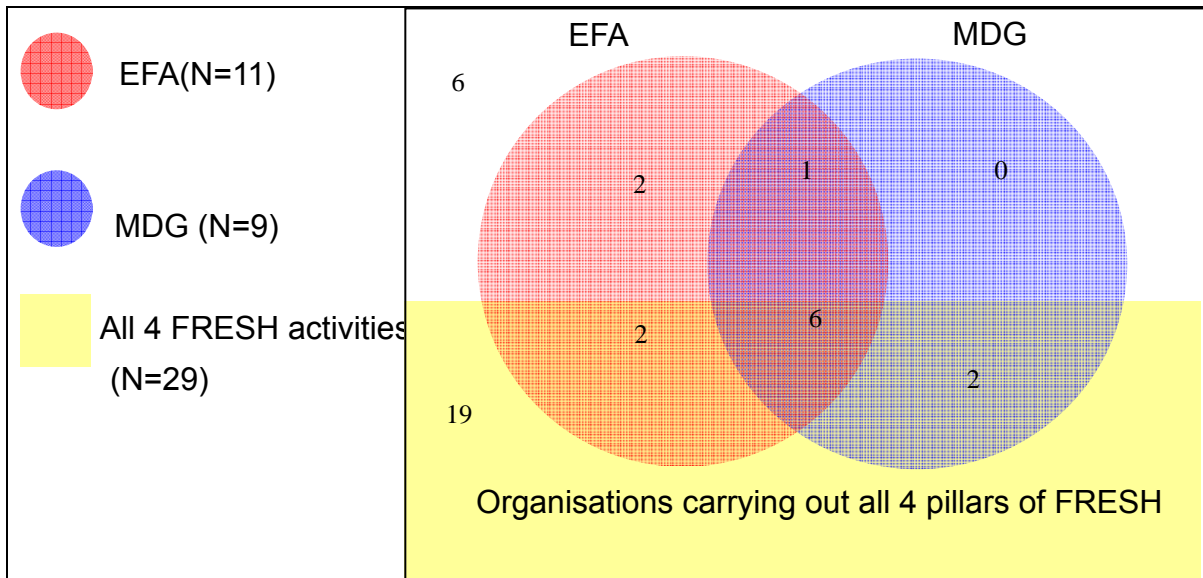 EFA(N=11)
MDG (N=9)
All 4 FRESH activities
(N=29)
EFA MDG
6
2 1 0
2 6 2
19
Organisations carrying out all 4 pillars of FRESH